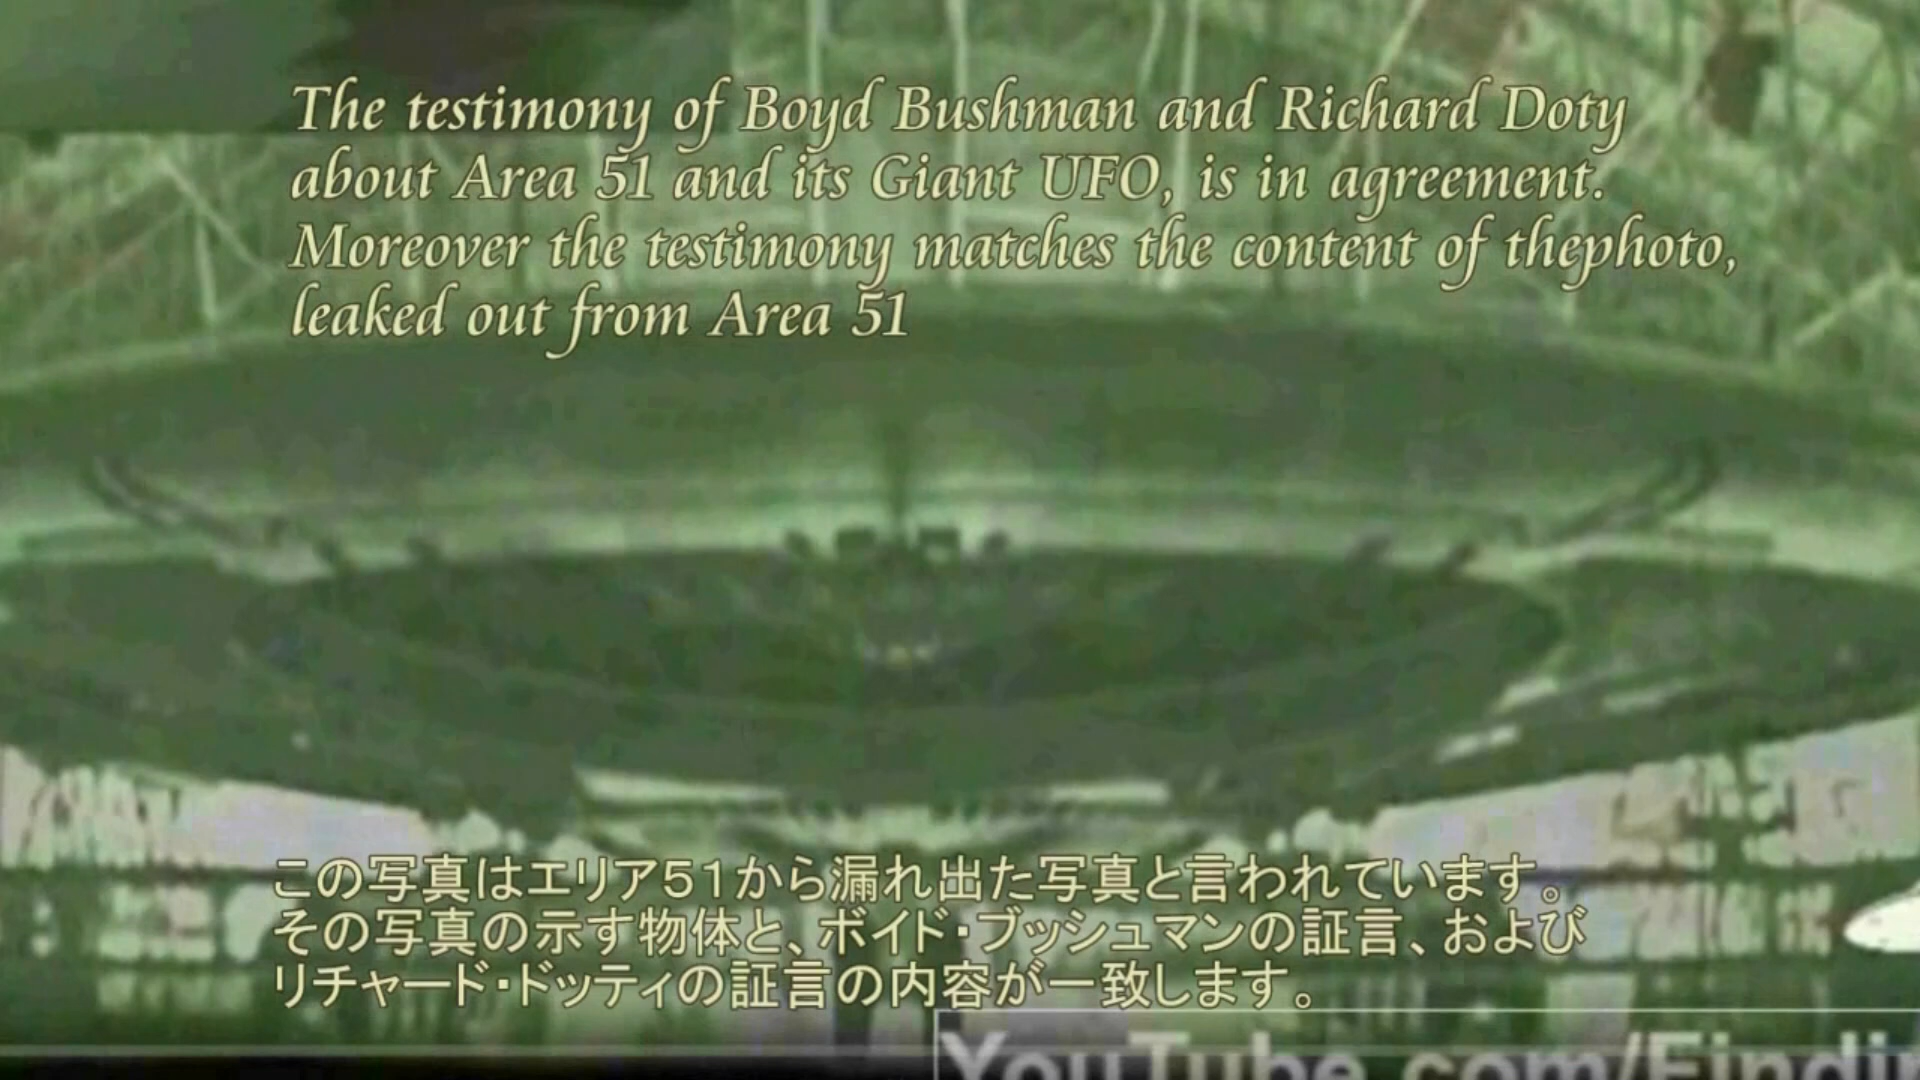 The testimony of Boyd Bushman and Richard Doty
about Area 51 and its Giant UFO, is in agreement.
Moreover the testimony matches the content of thephoto,
leaked out from Area 51
この写真はエリア５１から漏れ出た写真と言われています。
その写真の示す物体と、ボイド・ブッシュマンの証言、および
リチャード・ドッティの証言の内容が一致します。
YouTube.com/Findin